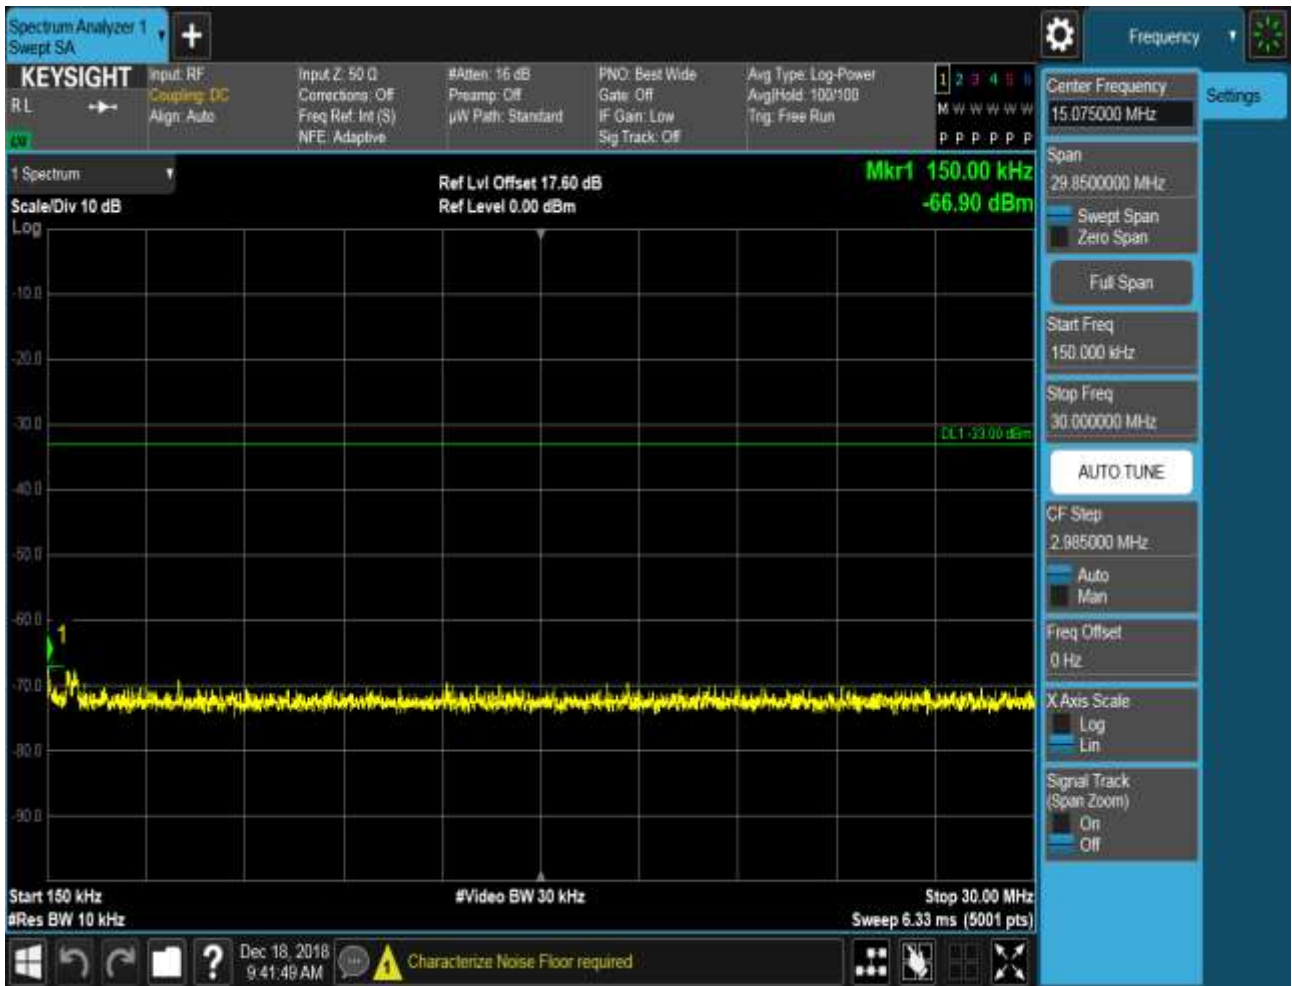 Spectrum Analyzer 1
Swept SA
Frequency
KEYSIGHT
R L
Input: RF
Coupling: DC
Align: Auto
Input Z: 50 Ω
Corrections: Off
Freq Ref: Int (S)
NFE: Adaptive
#Atten: 16 dB
Preamp: Off
µW Path: Standard
PNO: Best Wide
Gate: Off
IF Gain: Low
Sig Track: Off
Avg Type: Log-Power
Avg|Hold: 100/100
Trig: Free Run
1 2 3 4 5 6
M W W W W W
P P P P P P
1 Spectrum
Scale/Div 10 dB
Log
Ref Lvl Offset 17.60 dB
Ref Level 0.00 dBm
Mkr1 150.00 kHz
-66.90 dBm
-10.0
-20.0
-30.0
DL1 -33.00 dBm
-40.0
-50.0
-60.0
1
-70.0
-80.0
-90.0
Start 150 kHz
#Res BW 10 kHz
#Video BW 30 kHz
Stop 30.00 MHz
Sweep 6.33 ms (5001 pts)
Dec 18, 2018
9:41:49 AM
Characterize Noise Floor required
Center Frequency
15.075000 MHz
Settings
Span
29.8500000 MHz
Swept Span
Zero Span
Full Span
Start Freq
150.000 kHz
Stop Freq
30.000000 MHz
AUTO TUNE
CF Step
2.985000 MHz
Auto
Man
Freq Offset
0 Hz
X Axis Scale
Log
Lin
Signal Track
(Span Zoom)
On
Off